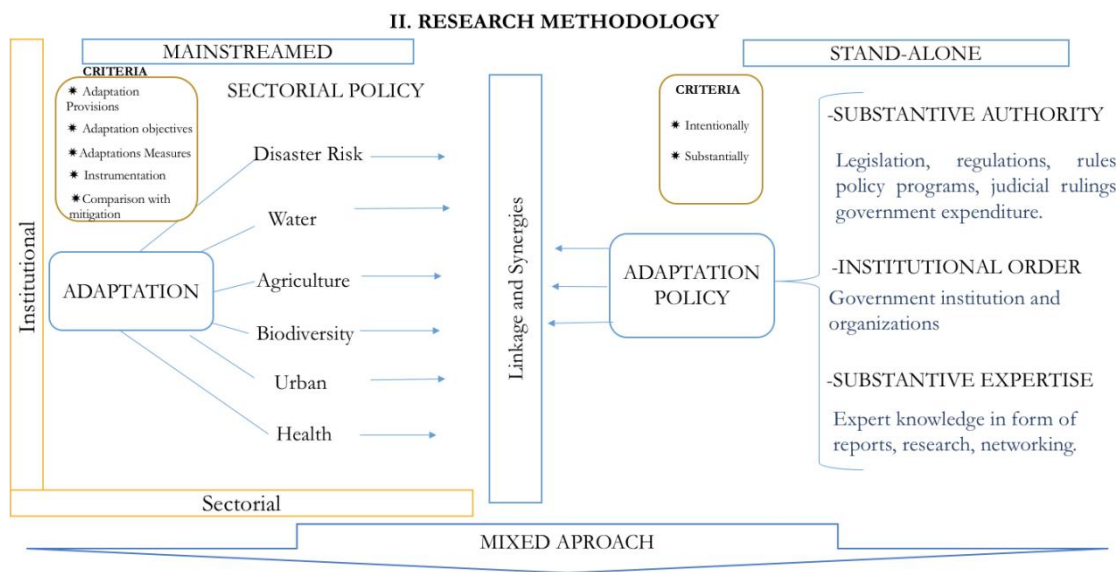 II. RESEARCH METHODOLOGY
MAINSTREAMED
CRITERIA
✷ Adaptation
Provisions
✷ Adaptation objectives
✷ Adaptations Measures
✷ Instrumentation
✷ Comparison with
mitigation
SECTORIAL POLICY
Disaster Risk
Water
Agriculture
Biodiversity
Urban
Health
ADAPTATION
Institutional
Sectorial
Linkage and Synergies
STAND-ALONE
CRITERIA
✷ Intentionally
✷ Substantially
ADAPTATION
POLICY
-SUBSTANTIVE AUTHORITY
Legislation, regulations, rules
policy programs, judicial rulings
government expenditure.
-INSTITUTIONAL ORDER
Government institution and
organizations
-SUBSTANTIVE EXPERTISE
Expert knowledge in form of
reports, research, networking.
MIXED APROACH